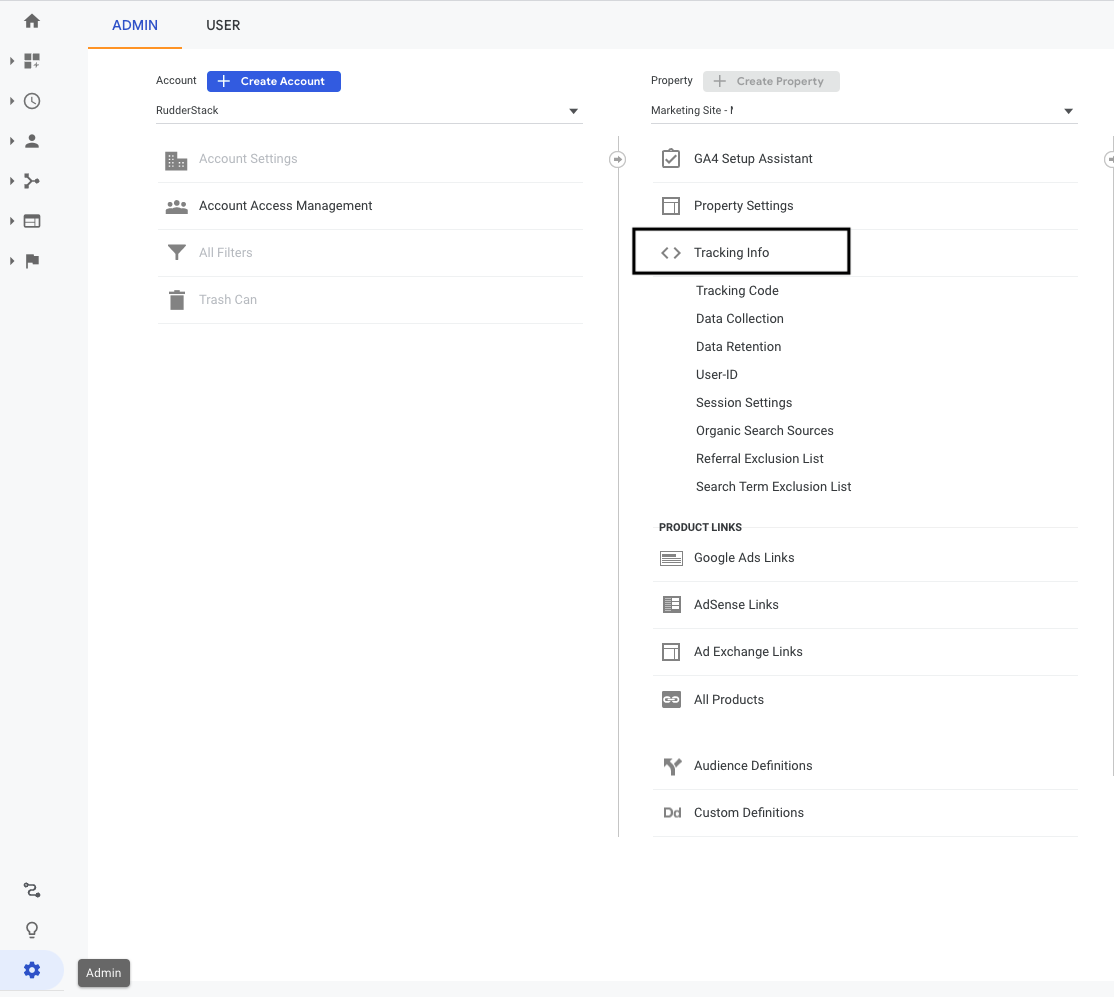 ADMIN
USER
Account
Create Account
RudderStack
Account Settings
Account Access Management
All Filters
Trash Can
Property
Create Property
Marketing Site -
GA4 Setup Assistant
Property Settings
Tracking Info
Tracking Code
Data Collection
Data Retention
User-ID
Session Settings
Organic Search Sources
Referral Exclusion List
Search Term Exclusion List
PRODUCT LINKS
Google Ads Links
AdSense Links
Ad Exchange Links
All Products
Audience Definitions
Dd Custom Definitions
Admin